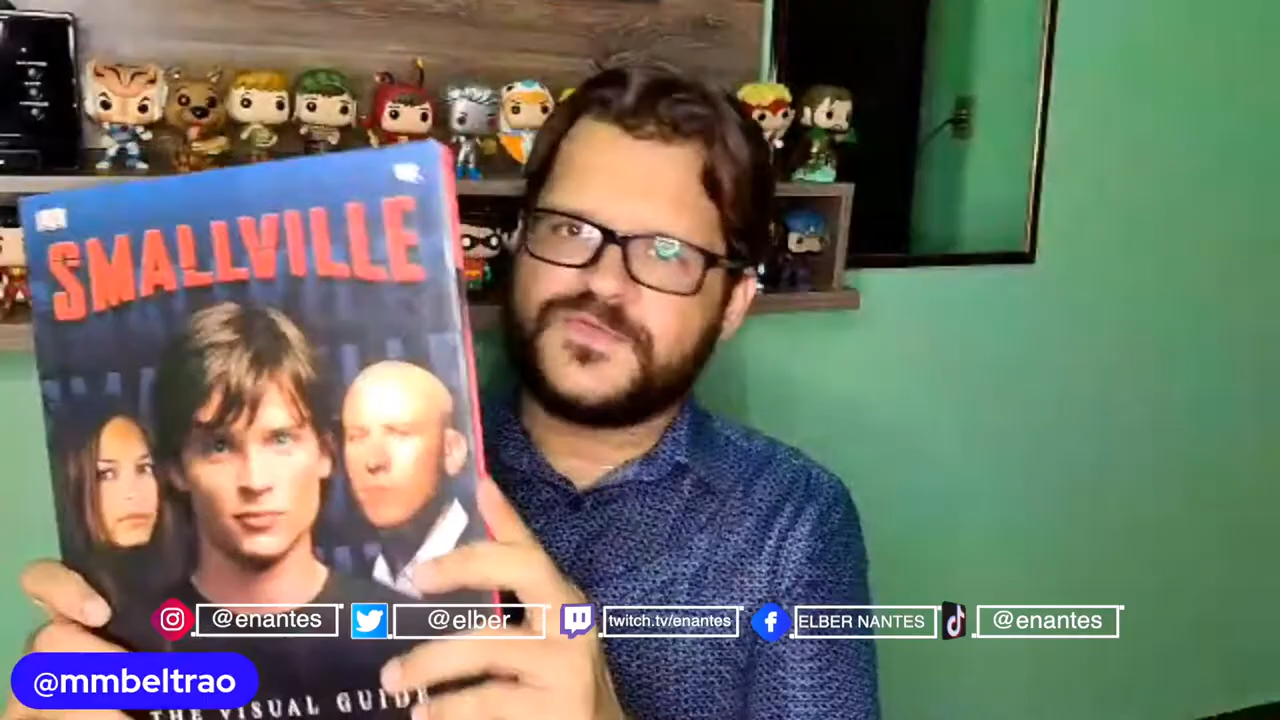 SMALLVILLE
@enantes
@elber
twitch.tv/enantes
ELBER NANTES
@enantes
@mmbeltrao
THE VISUAL GUIDE